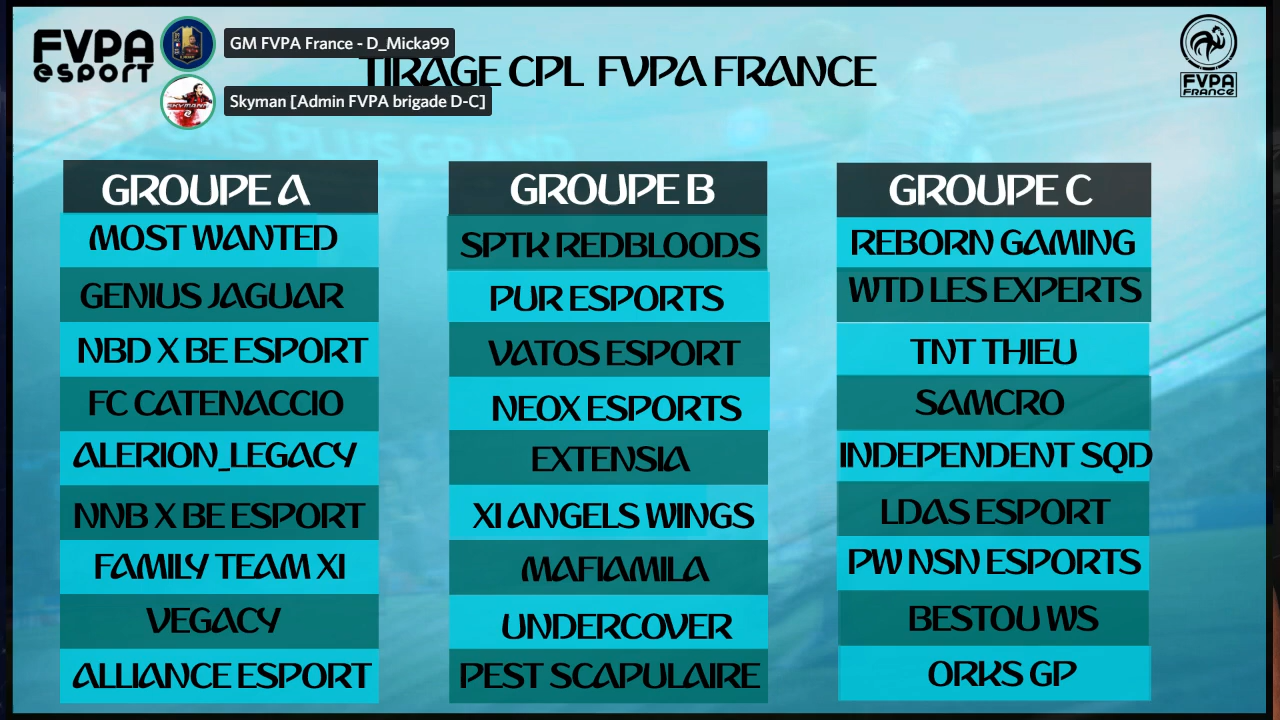 FVPA
esport
GM FVPA France - D_Micka99
Skyman [Admin FVPA brigade D-C]
TIRAGE CPL FVPA FRANCE
FVPA
FRANCE
GROUPE A
MOST WANTED
GENIUS JAGUAR
NBD X BE ESPORT
FC CATENACCIO
ALERION_LEGACY
NNB X BE ESPORT
FAMILY TEAM XI
VEGACY
ALLIANCE ESPORT
GROUPE B
SPTK REDBLOODS
PUR ESPORTS
VATOS ESPORT
NEOX ESPORTS
EXTENSIA
XI ANGELS WINGS
MAFIAMILA
UNDERCOVER
PEST SCAPULAIRE
GROUPE C
REBORN GAMING
WTD LES EXPERTS
TNT THIEU
SAMCRO
INDEPENDENT SQD
LDAS ESPORT
PW NSN ESPORTS
BESTOU WS
ORKS GP